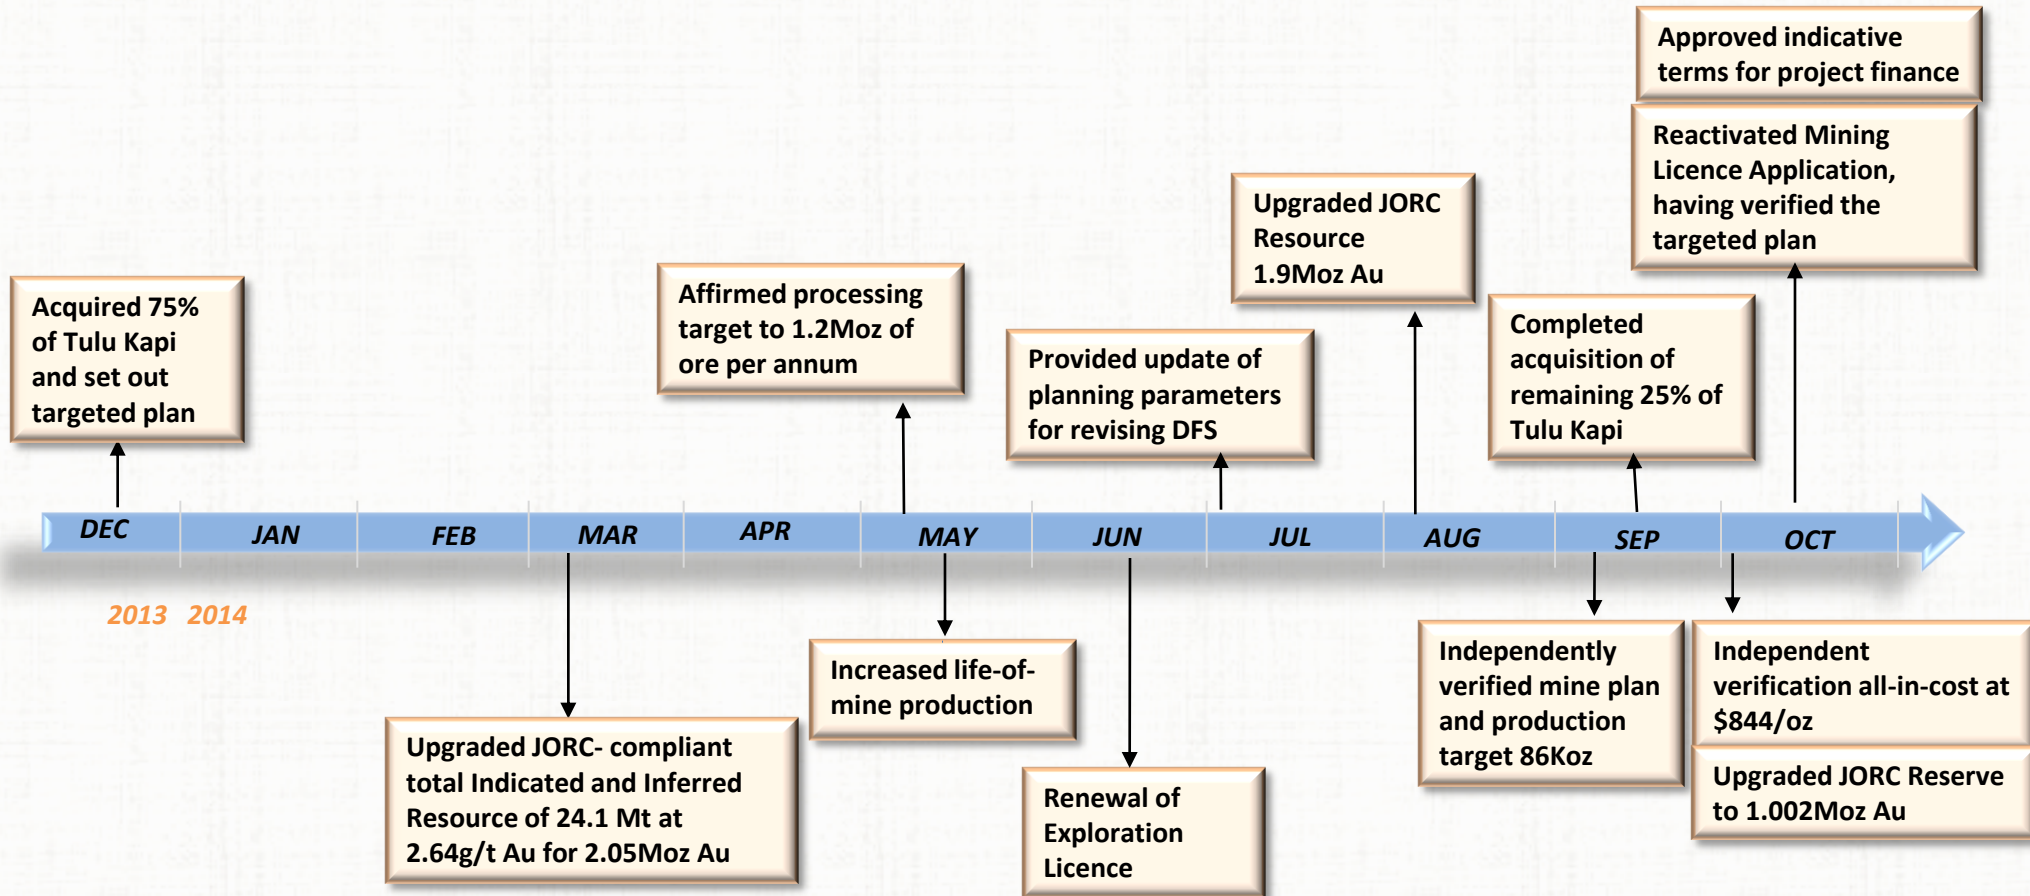 Approved indicative
terms for project finance
Reactivated Mining
Licence Application,
having verified the
targeted plan
Upgraded JORC
Resource
1.9Moz Au
Affirmed processing
target to 1.2Moz of
ore per annum
Acquired 75%
of Tulu Kapi
and set out
targeted plan
Provided update of
planning parameters
for revising DFS
Completed
acquisition of
remaining 25% of
Tulu Kapi
DEC JAN FEB MAR APR MAY JUN JUL AUG SEP OCT
2013 2014
Upgraded JORC- compliant
total Indicated and Inferred
Resource of 24.1 Mt at
2.64g/t Au for 2.05Moz Au
Increased life-of-
mine production
Renewal of
Exploration
Licence
Independently
verified mine plan
and production
target 86Koz
Independent
verification all-in-cost at
$844/oz
Upgraded JORC Reserve
to 1.002Moz Au